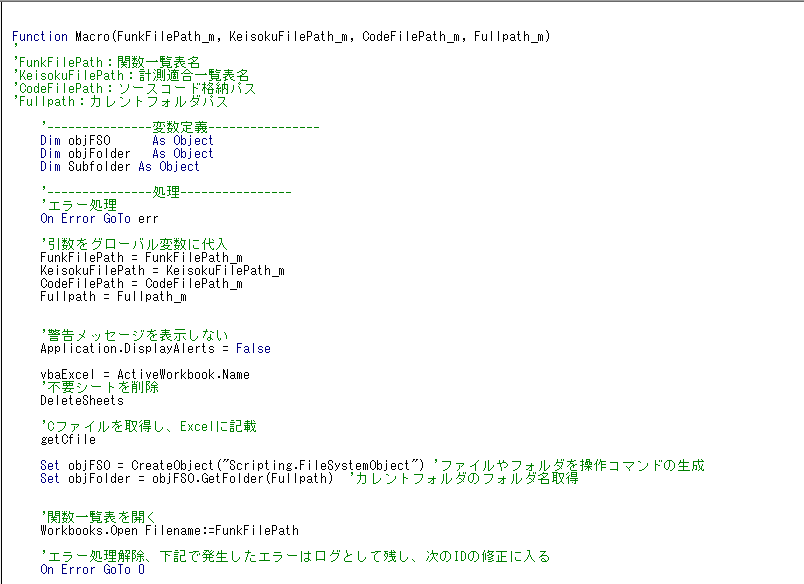 Function Macro(FunkFilePath_m, KeisokuFilePath_m, CodeFilePath_m, Fullpath_m)
'
'FunkFilePath：関数一覧表名
'KeisokuFilePath：計測適合一覧表名
'CodeFilePath：ソースコード格納パス
'Fullpath：カレントフォルダパス
'---------------変数定義----------------
Dim objFSO      As Object
Dim objFolder   As Object
Dim Subfolder As Object
'---------------処理----------------
'エラー処理
On Error GoTo err
'引数をグローバル変数に代入
FunkFilePath = FunkFilePath_m
KeisokuFilePath = KeisokuFilePath_m
CodeFilePath = CodeFilePath_m
Fullpath = Fullpath_m
'警告メッセージを表示しない
Application.DisplayAlerts = False
vbaExcel = ActiveWorkbook.Name
'不要シートを削除
DeleteSheets
'Cファイルを取得し、Excelに記載
getCfile
Set objFSO = CreateObject("Scripting.FileSystemObject") 'ファイルやフォルダを操作コマンドの生成
Set objFolder = objFSO.GetFolder(Fullpath)  'カレントフォルダのフォルダ名取得
'関数一覧表を開く
Workbooks.Open Filename:=FunkFilePath
'エラー処理解除、下記で発生したエラーはログとして残し、次のIDの修正に入る
On Error GoTo 0